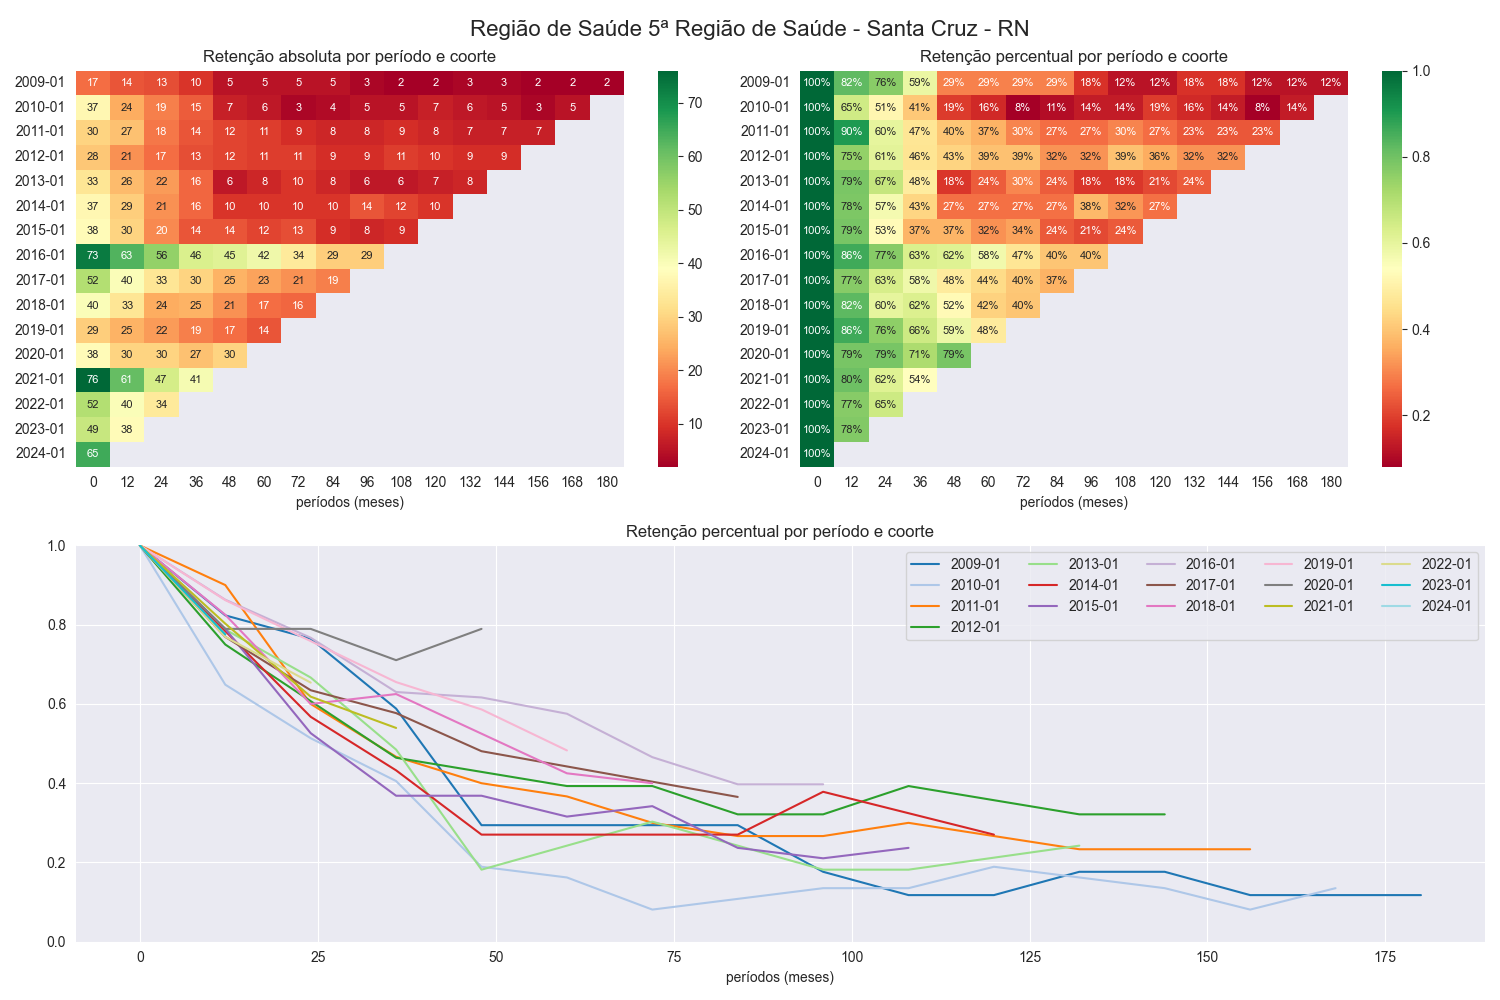 Região de Saúde 5ª Região de Saúde - Santa Cruz - RN
Retenção absoluta por período e coorte
2009-01 17 14 13 10 5 5 5 5 3 2 2 3 3 2 2 2
2010-01 37 24 19 15 7 6 3 4 5 5 7 6 5 3 5
2011-01 30 27 18 14 12 11 9 8 8 9 8 7 7 7
2012-01 28 21 17 13 12 11 11 9 9 11 10 9 9
2013-01 33 26 22 16 6 8 10 8 6 6 7 8
2014-01 37 29 21 16 10 10 10 10 14 12 10
2015-01 38 30 20 14 14 12 13 9 8 9
2016-01 73 63 56 46 45 42 34 29 29
2017-01 52 40 33 30 25 23 21 19
2018-01 40 33 24 25 21 17 16
2019-01 29 25 22 19 17 14
2020-01 38 30 30 27 30
2021-01 76 61 47 41
2022-01 52 40 34
2023-01 49 38
2024-01 65
0 12 24 36 48 60 72 84 96 108 120 132 144 156 168 180
períodos (meses)
70
60
50
40
30
20
10
Retenção percentual por período e coorte
2009-01 100% 82% 76% 59% 29% 29% 29% 29% 18% 12% 12% 18% 18% 12% 12% 12%
2010-01 100% 65% 51% 41% 19% 16% 8% 11% 14% 14% 19% 16% 14% 8% 14%
2011-01 100% 90% 60% 47% 40% 37% 30% 27% 27% 30% 27% 23% 23% 23%
2012-01 100% 75% 61% 46% 43% 39% 39% 32% 32% 39% 36% 32% 32%
2013-01 100% 79% 67% 48% 18% 24% 30% 24% 18% 18% 21% 24%
2014-01 100% 78% 57% 43% 27% 27% 27% 27% 38% 32% 27%
2015-01 100% 79% 53% 37% 37% 32% 34% 24% 21% 24%
2016-01 100% 86% 77% 63% 62% 58% 47% 40% 40%
2017-01 100% 77% 63% 58% 48% 44% 40% 37%
2018-01 100% 82% 60% 62% 52% 42% 40%
2019-01 100% 86% 76% 66% 59% 48%
2020-01 100% 79% 79% 71% 79%
2021-01 100% 80% 62% 54%
2022-01 100% 77% 65%
2023-01 100% 78%
2024-01 100%
0 12 24 36 48 60 72 84 96 108 120 132 144 156 168 180
períodos (meses)
1.0
0.8
0.6
0.4
0.2
Retenção percentual por período e coorte
1.0
0.8
0.6
0.4
0.2
0.0
2009-01 2013-01 2016-01 2019-01 2022-01
2010-01 2014-01 2017-01 2020-01 2023-01
2011-01 2015-01 2018-01 2021-01 2024-01
2012-01
0 25 50 75 100 125 150 175
períodos (meses)